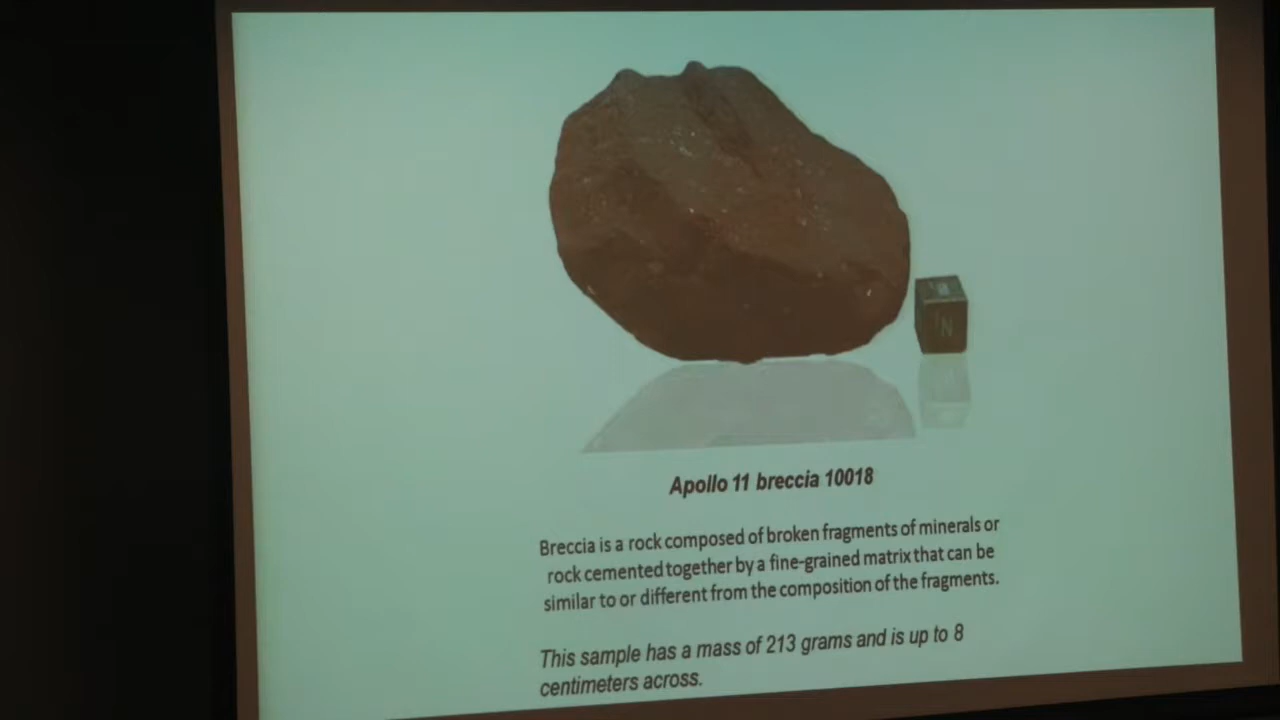 N
Apollo 11 breccia 10018
Breccia is a rock composed of broken fragments of minerals or
rock cemented together by a fine-grained matrix that can be
similar to or different from the composition of the fragments.
This sample has a mass of 213 grams and is up to 8
centimeters across.